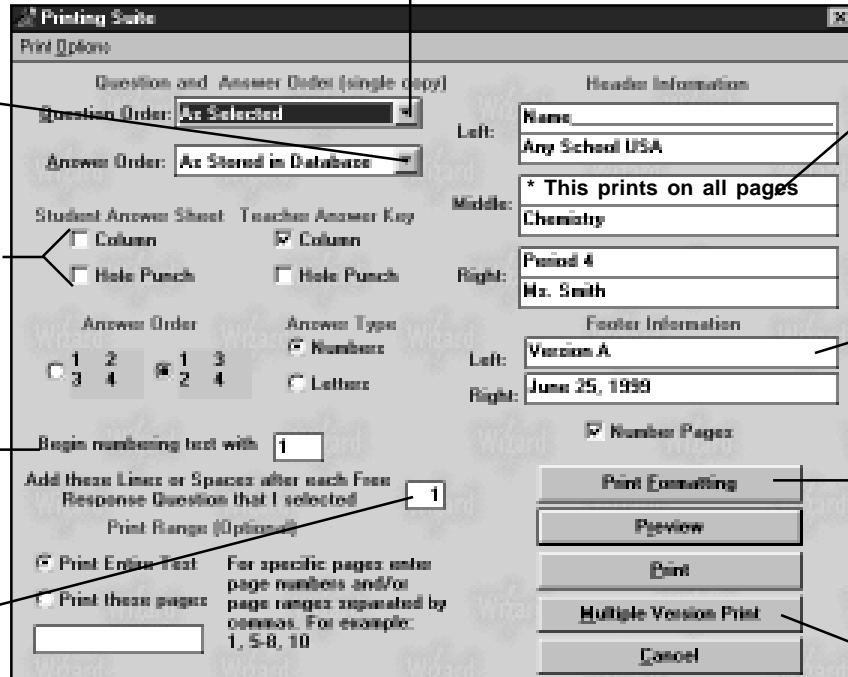 Printing Suite
Print Options
Question and Answer Order (single copy)
Question Order: As Selected
Answer Order: As Stored in Database
Student Answer Sheet Teacher Answer Key
Column Column
Hole Punch Hole Punch
Answer Order Answer Type
1 2 1 3 Numbers
3 4 2 4 Letters
Begin numbering test with 1
Add these Lines or Spaces after each Free
Response Question that I selected 1
Print Range (Optional)
Print Entire Test
Print these pages
For specific pages enter
page numbers and/or
page ranges separated by
commas. For example:
1, 5-8, 10
Header Information
Left: Name
Any School USA
Middle: * This prints on all pages
Chemistry
Right: Period 4
Ms. Smith
Footer Information
Left: Version A
Right: June 25, 1999
Number Pages
Print Formatting
Preview
Print
Multiple Version Print
Cancel
Wizard